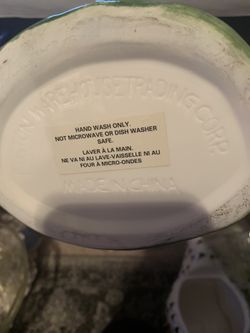 TRADING CORP.
HAND WASH ONLY.
NOT MICROWAVE OR DISH WASHER
SAFE.
LAVER À LA MAIN.
NE VA NI AU LAVE-VAISSELLE NI AU
FOUR À MICRO-ONDES
MADE IN CHINA